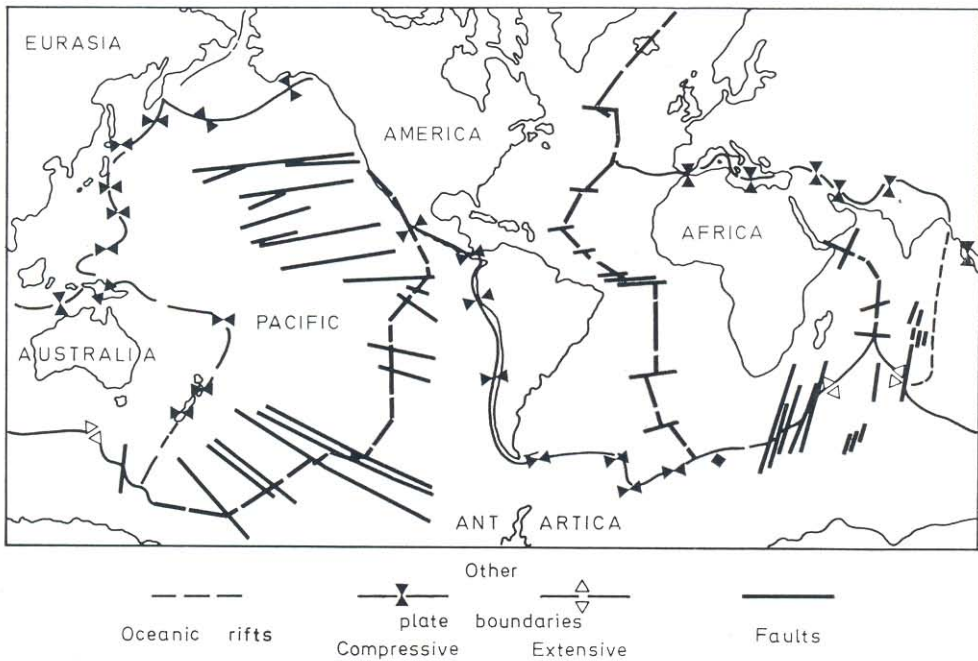 EURASIA
AMERICA
AFRICA
PACIFIC
AUSTRALIA
ANT ARTICA
Other
plate boundaries
Oceanic rifts
Compressive
Extensive
Faults